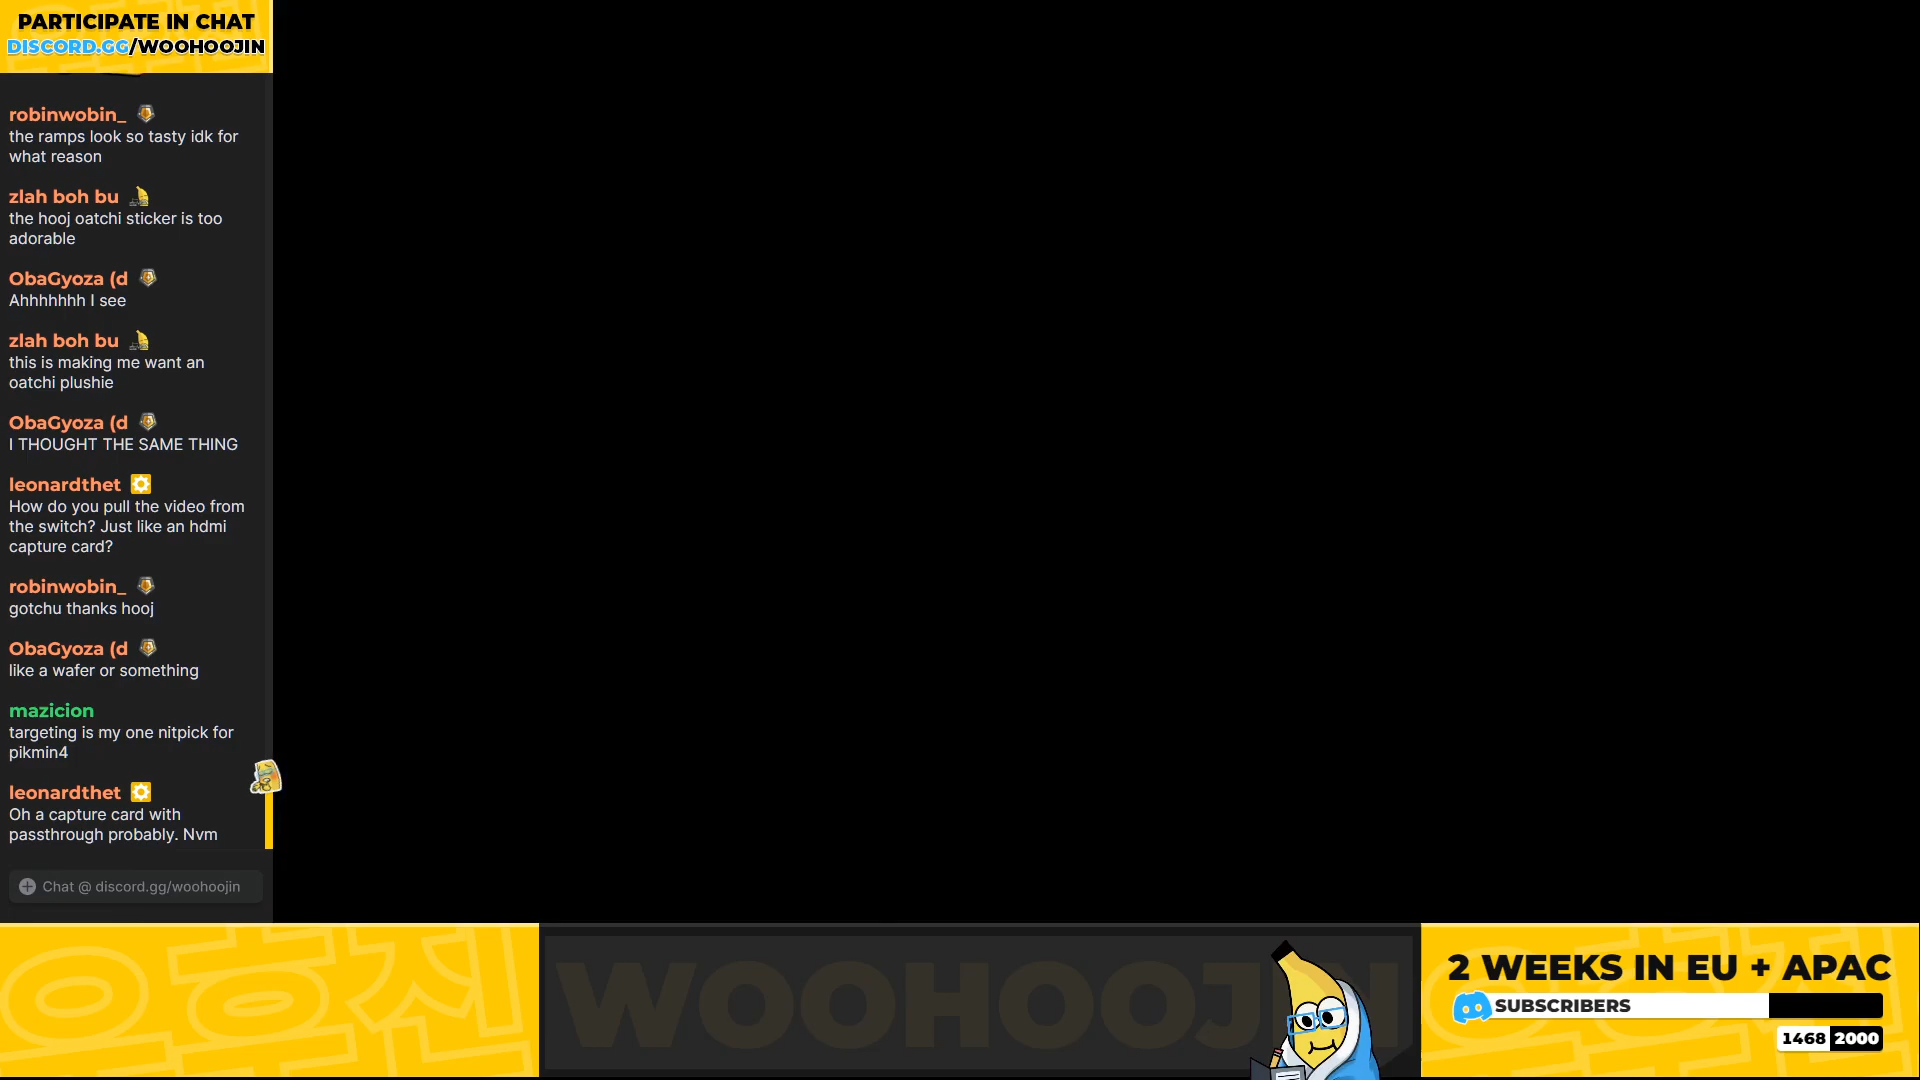 PARTICIPATE IN CHAT
DISCORD.GG/WOOHOOJIN
robinwobin_
the ramps look so tasty idk for
what reason
zlah boh bu
the hooj oatchi sticker is too
adorable
ObaGyoza (d
Ahhhhhhh I see
zlah boh bu
this is making me want an
oatchi plushie
ObaGyoza (d
I THOUGHT THE SAME THING
leonardthet
How do you pull the video from
the switch? Just like an hdmi
capture card?
robinwobin_
gotchu thanks hooj
ObaGyoza (d
like a wafer or something
mazicion
targeting is my one nitpick for
pikmin4
leonardthet
Oh a capture card with
passthrough probably. Nvm
Chat @ discord.gg/woohoojin
우후진
WOOHOOJIN
2 WEEKS IN EU + APAC
SUBSCRIBERS
1468 2000